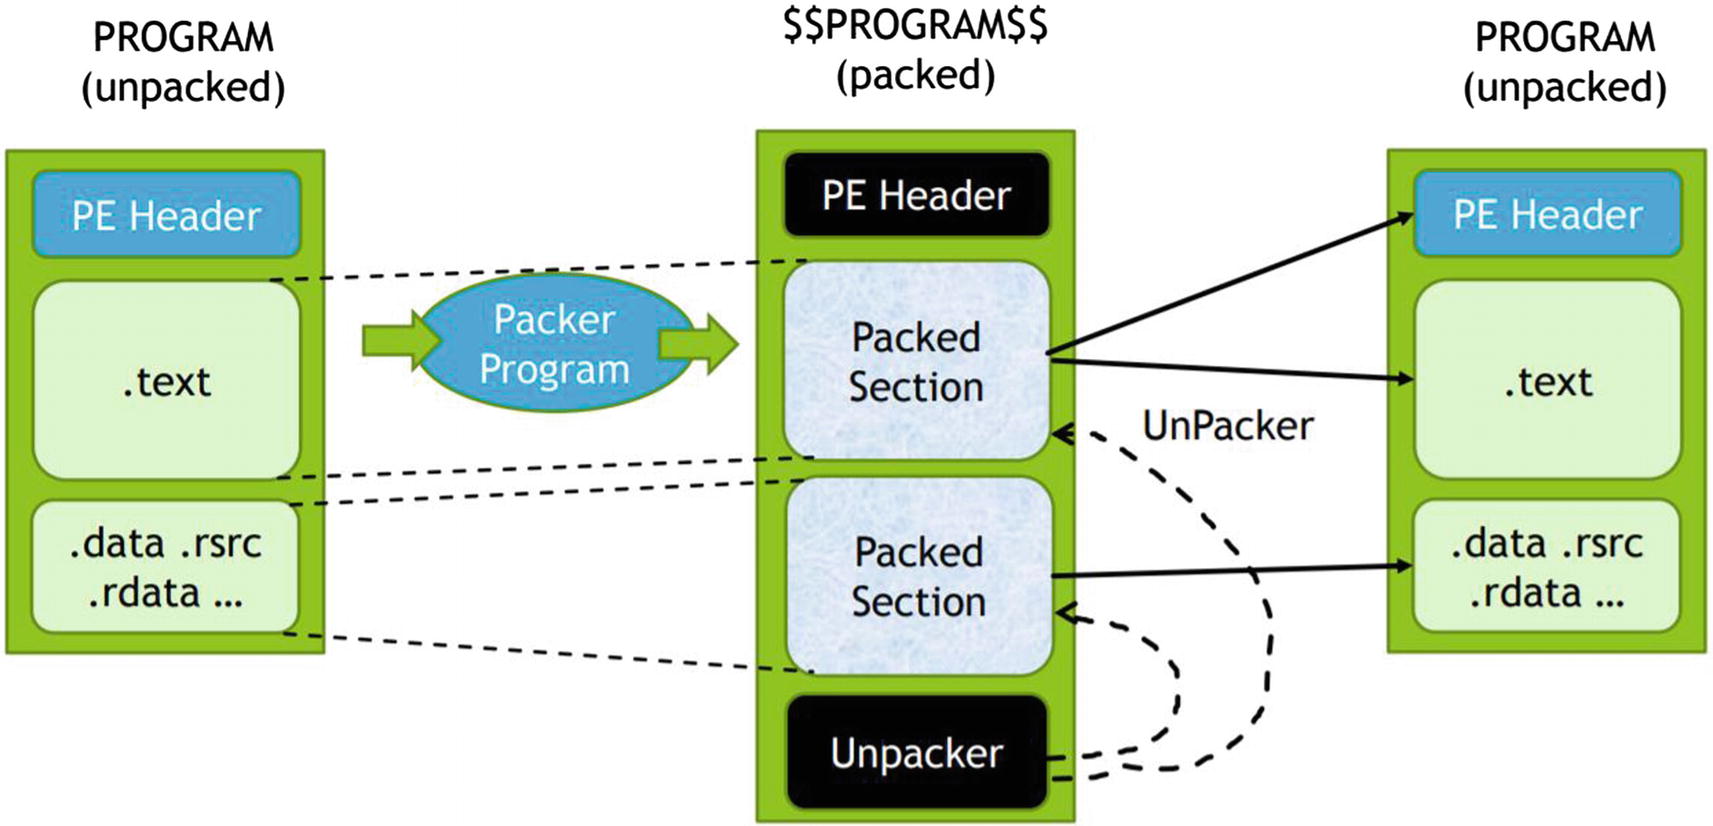 PROGRAM
(unpacked)
PE Header
.text
.data .rsrc
.rdata ...
Packer
Program
$$PROGRAM$$
(packed)
PE Header
Packed
Section
Packed
Section
Unpacker
UnPacker
PROGRAM
(unpacked)
PE Header
.text
.data .rsrc
.rdata ...